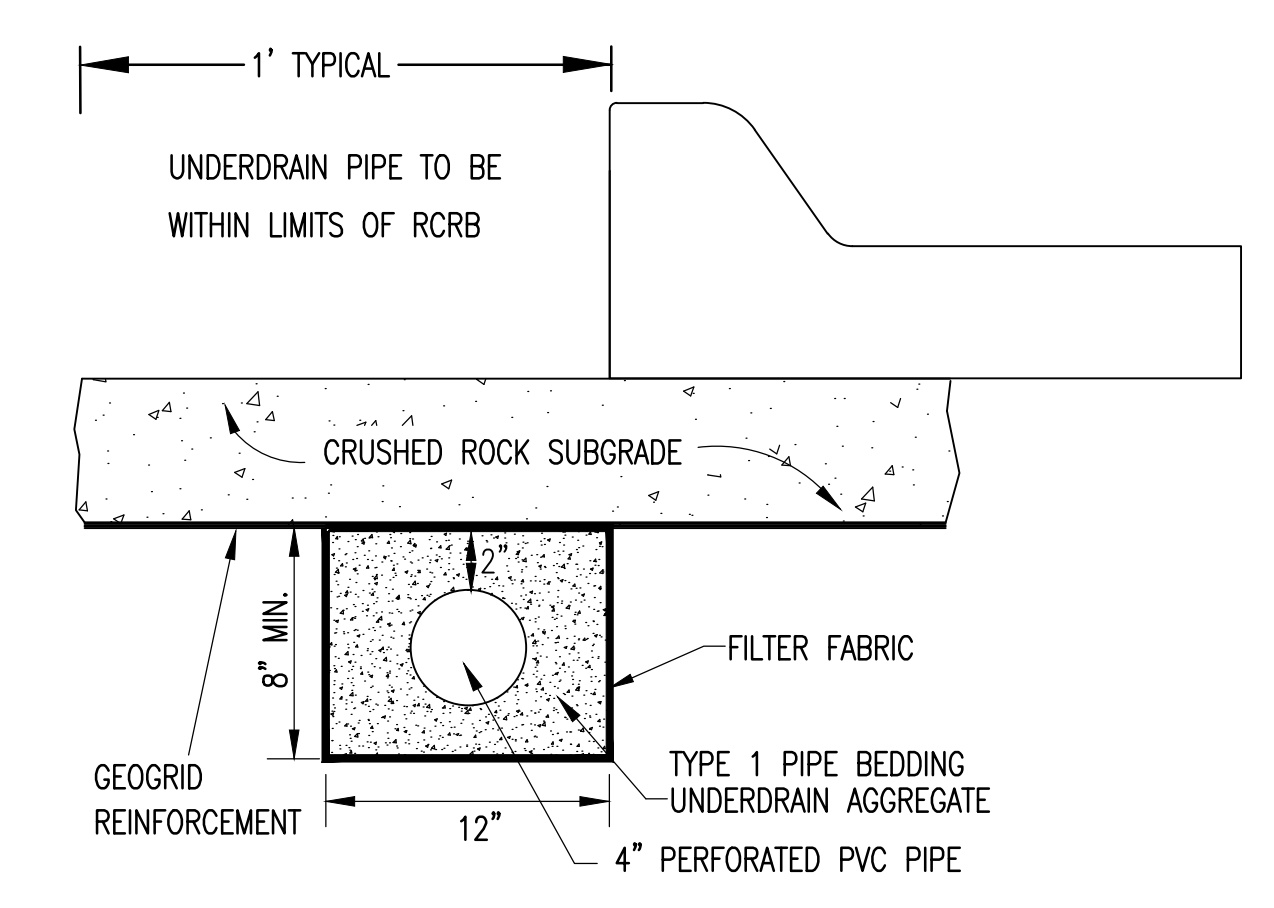 1’ TYPICAL
UNDERDRAIN PIPE TO BE
WITHIN LIMITS OF RCRB
CRUSHED ROCK SUBGRADE
2”
8” MIN.
FILTER FABRIC
GEOGRID
REINFORCEMENT
TYPE 1 PIPE BEDDING
UNDERDRAIN AGGREGATE
12”
4” PERFORATED PVC PIPE